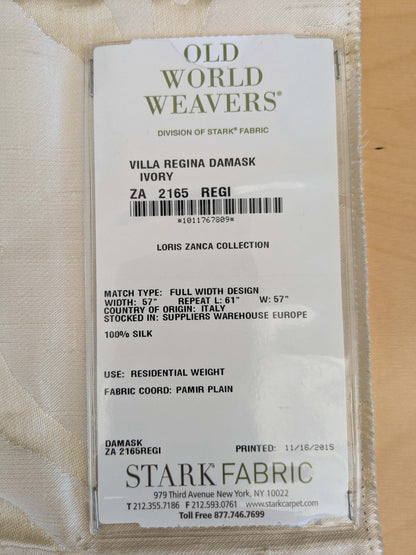 OLD
WORLD
WEAVERS®
DIVISION OF STARK® FABRIC
VILLA REGINA DAMASK
IVORY
ZA 2165 REGI
*1011767809*
LORIS ZANCA COLLECTION
MATCH TYPE: FULL WIDTH DESIGN
WIDTH: 57" REPEAT L: 61" W: 57"
COUNTRY OF ORIGIN: ITALY
STOCKED IN: SUPPLIERS WAREHOUSE EUROPE
100% SILK
USE: RESIDENTIAL WEIGHT
FABRIC COORD: PAMIR PLAIN
DAMASK
ZA 2165REGI PRINTED: 11/16/2015
STARK FABRIC
979 Third Avenue New York, NY 10022
T 212.355.7186 F 212.593.0761 www.starkcarpet.com
Toll Free 877.746.7699